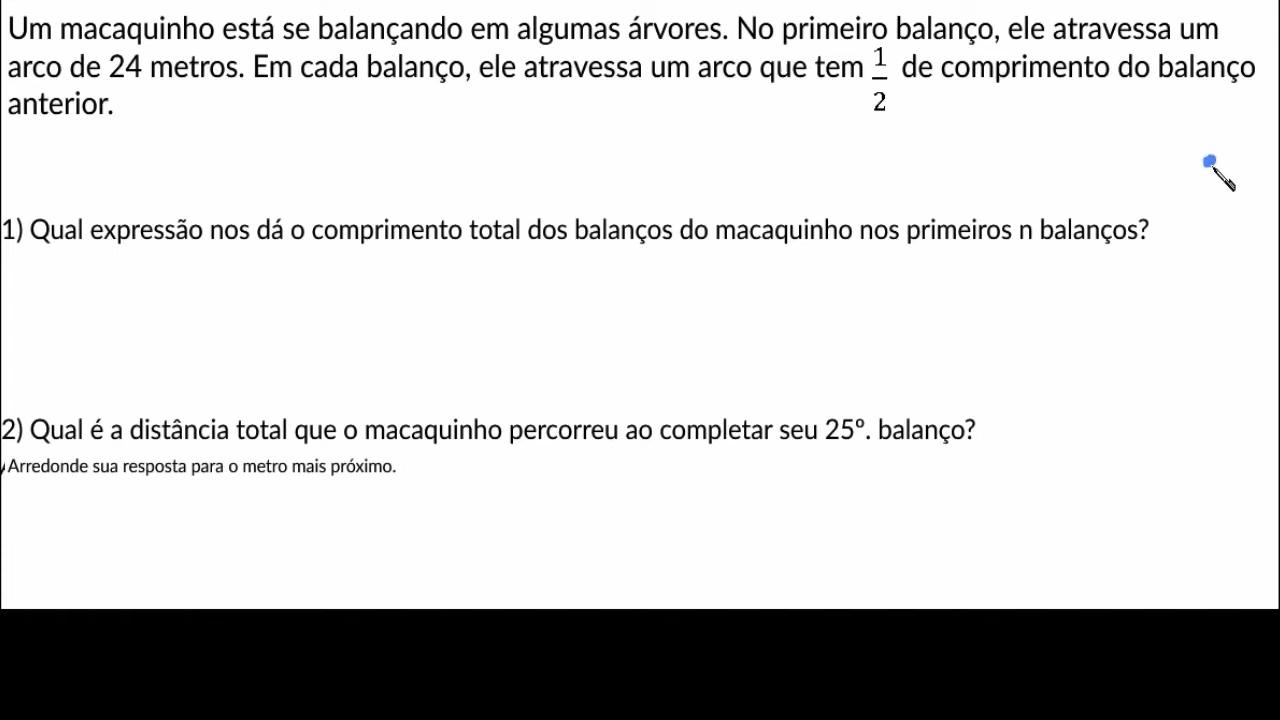 Um macaquinho está se balançando em algumas árvores. No primeiro balanço, ele atravessa um
arco de 24 metros. Em cada balanço, ele atravessa um arco que tem 1/2 de comprimento do balanço
anterior.
1) Qual expressão nos dá o comprimento total dos balanços do macaquinho nos primeiros n balanços?
2) Qual é a distância total que o macaquinho percorreu ao completar seu 25º. balanço?
Arredonde sua resposta para o metro mais próximo.